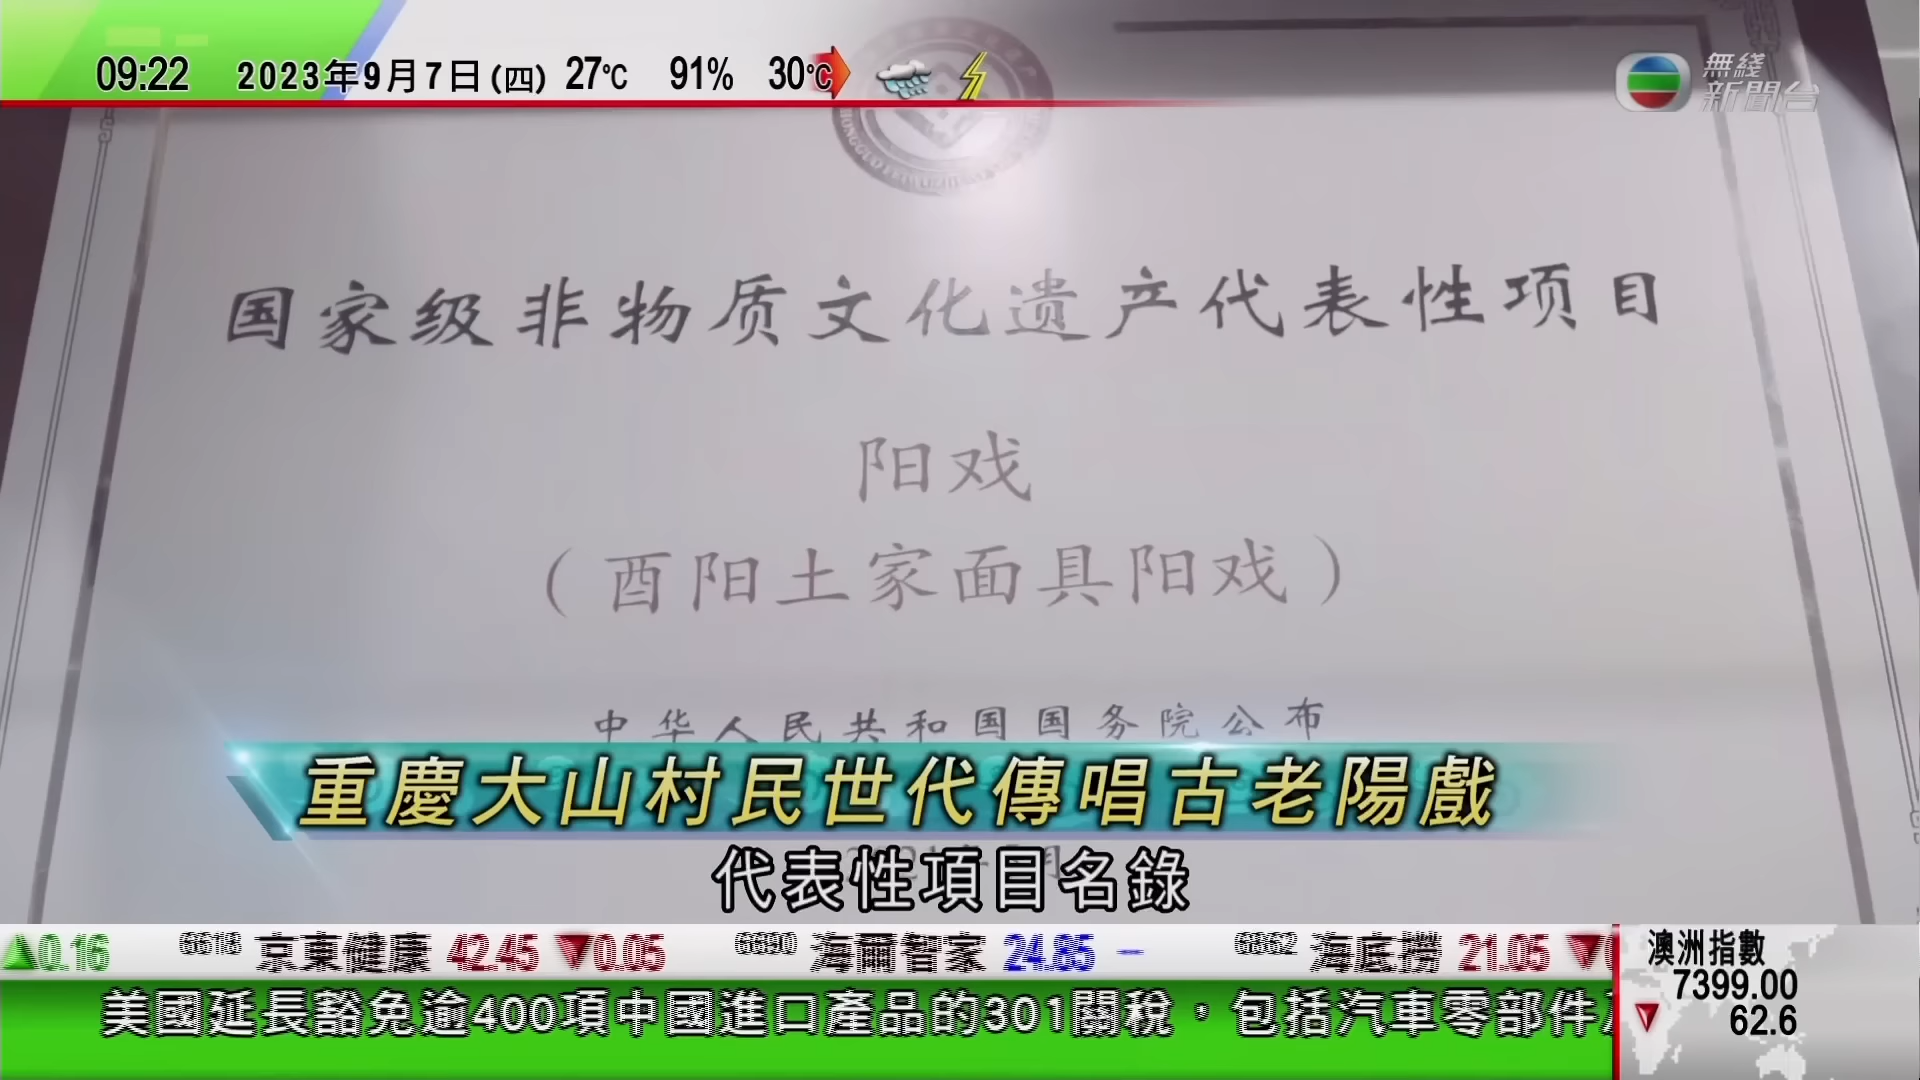 09:22 2023年9月7日(四) 27℃ 91% 30℃
無綫
新聞台
国家级非物质文化遗产代表性项目
阳戏
（酉阳土家面具阳戏）
中华人民共和国国务院公布
重慶大山村民世代傳唱古老陽戲
代表性項目名錄
▲0.16 6618 京東健康 42.45 ▼0.05 6690 海爾智家 24.85 － 6862 海底撈 21.05 ▼0
澳洲指數
7399.00
▼ 62.6
美國延長豁免逾400項中國進口產品的301關稅，包括汽車零部件